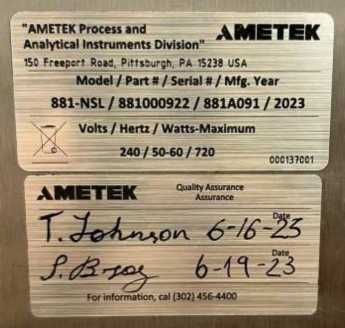 "AMETEK Process and
Analytical Instruments Division" AMETEK
150 Freeport Road, Pittsburgh, PA 15238 USA
Model / Part # / Serial # / Mfg. Year
881-NSL / 881000922 / 881A091 / 2023
Volts / Hertz / Watts-Maximum
240 / 50-60 / 720
000137001
AMETEK Quality Assurance
Assurance
Date
T. Johnson 6-16-23
Date
S. 6-19-23
For information, cal (302) 456-4400